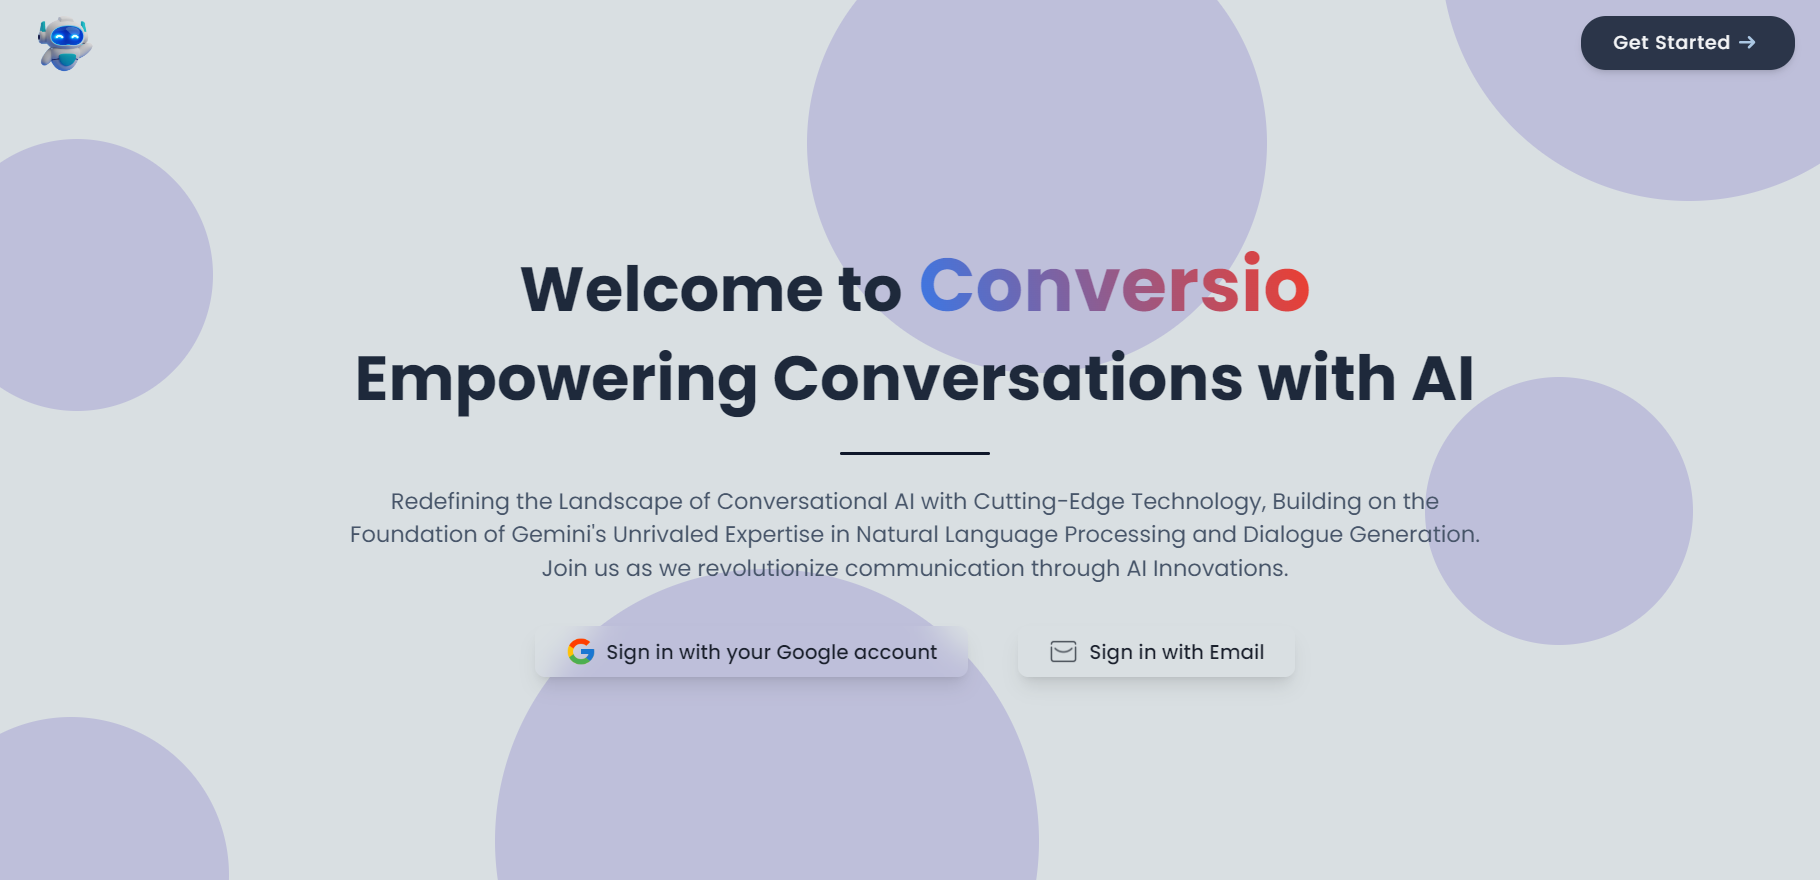 Get Started
Welcome to Conversio
Empowering Conversations with AI
Redefining the Landscape of Conversational AI with Cutting-Edge Technology, Building on the
Foundation of Gemini's Unrivaled Expertise in Natural Language Processing and Dialogue Generation.
Join us as we revolutionize communication through AI Innovations.
Sign in with your Google account
Sign in with Email